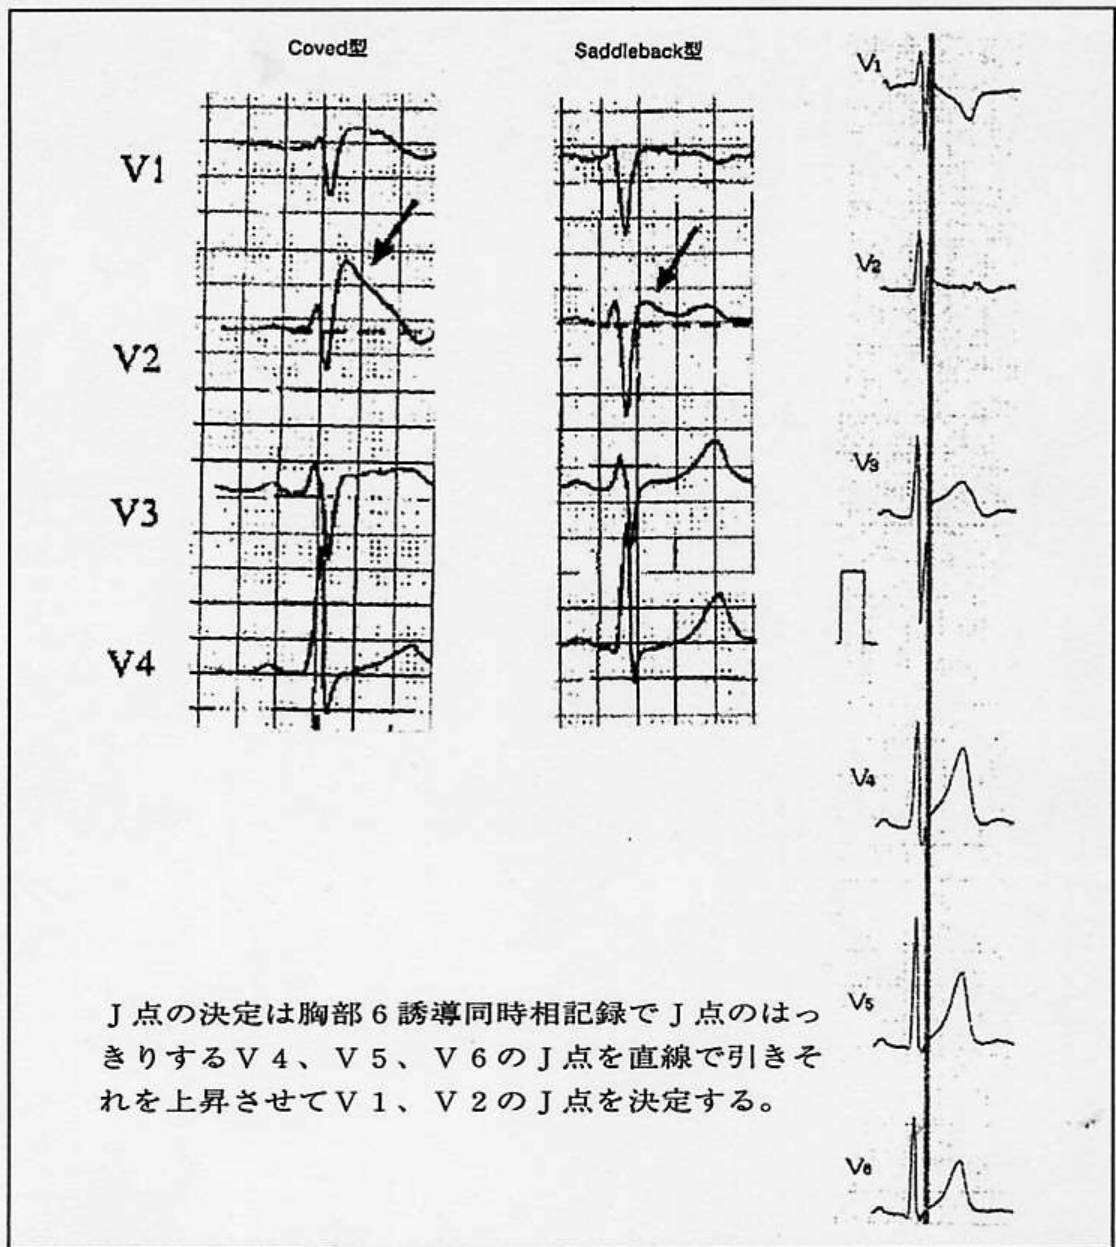 Coved型
Saddleback型
V1
V2
V3
V4
V1
V2
V3
V4
V5
V6
J点の決定は胸部6誘導同時相記録でJ点のはっ
きりするV4、V5、V6のJ点を直線で引きそ
れを上昇させてV1、V2のJ点を決定する。